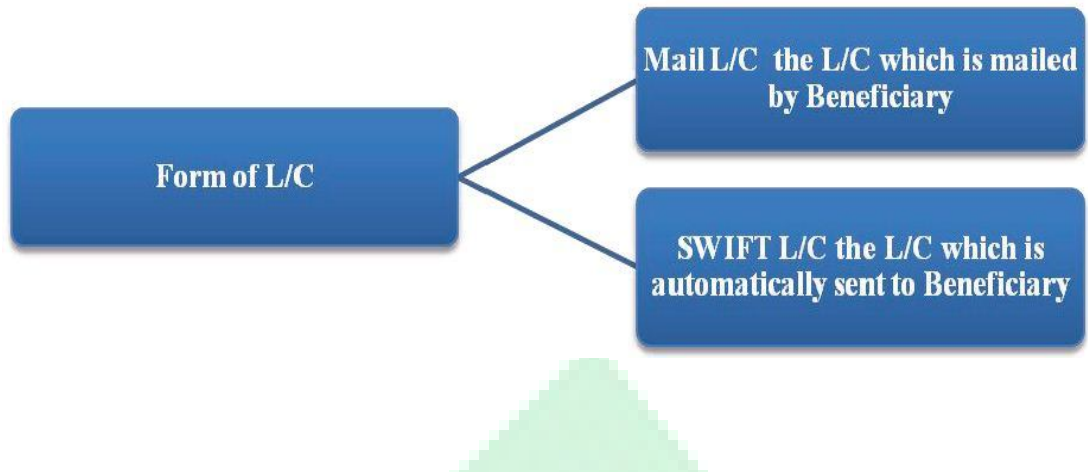 Form of L/C
Mail L/C the L/C which is mailed
by Beneficiary
SWIFT L/C the L/C which is
automatically sent to Beneficiary